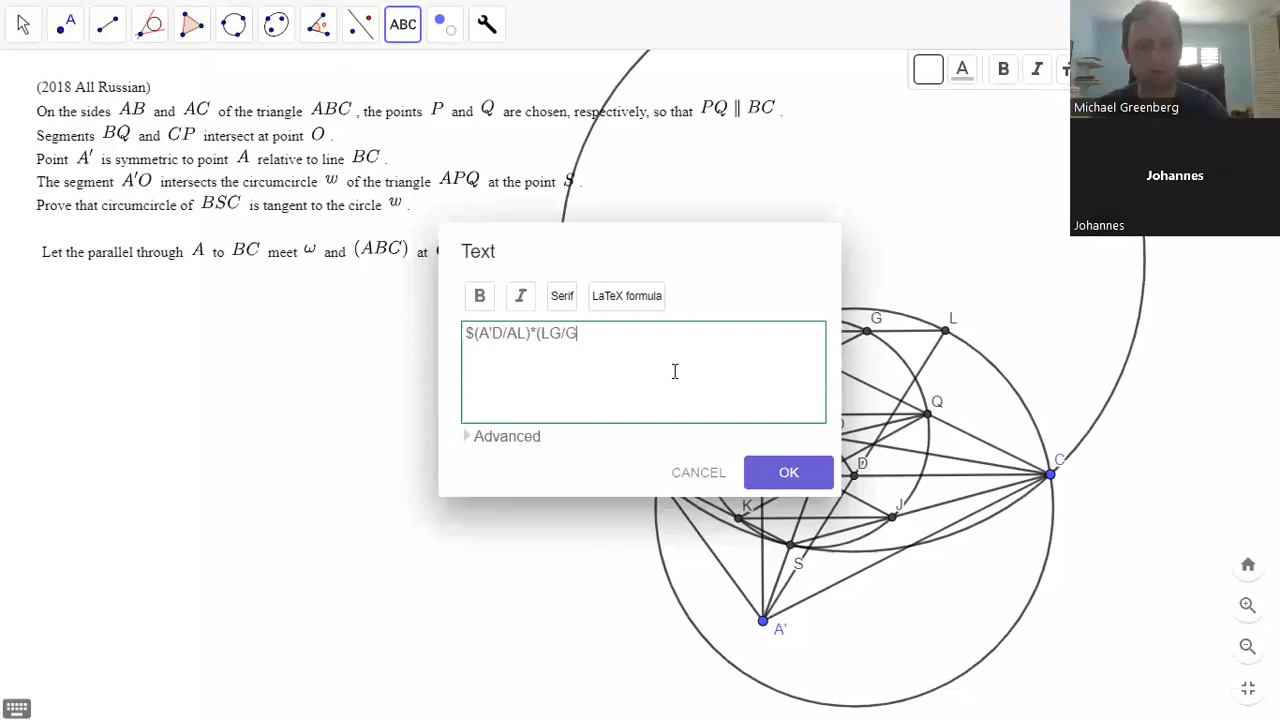 A
ABC
A B I T
(2018 All Russian)
On the sides AB and AC of the triangle ABC , the points P and Q are chosen, respectively, so that PQ ∥ BC .
Segments BQ and CP intersect at point O .
Point A' is symmetric to point A relative to line BC .
The segment A'O intersects the circumcircle w of the triangle APQ at the point S .
Prove that circumcircle of BSC is tangent to the circle w .
Let the parallel through A to BC meet ω and (ABC) at
Michael Greenberg
Johannes
Johannes
Text
B I Serif LaTeX formula
$(A'D/AL)*(LG/G
Advanced
CANCEL OK
G L
Q
D C
K J
S
A'